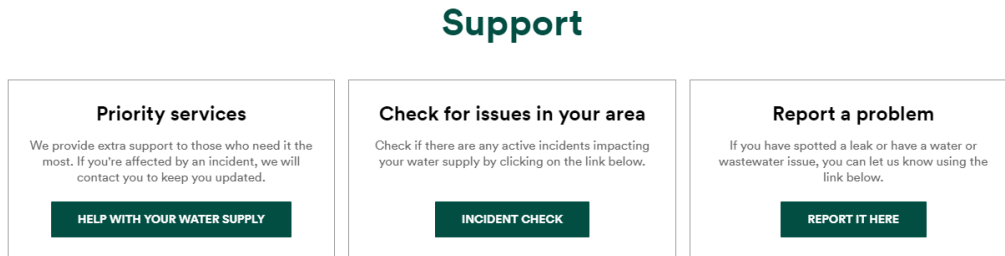 Support
Priority services
We provide extra support to those who need it the
most. If you're affected by an incident, we will
contact you to keep you updated.
HELP WITH YOUR WATER SUPPLY
Check for issues in your area
Check if there are any active incidents impacting
your water supply by clicking on the link below.
INCIDENT CHECK
Report a problem
If you have spotted a leak or have a water or
wastewater issue, you can let us know using the
link below.
REPORT IT HERE